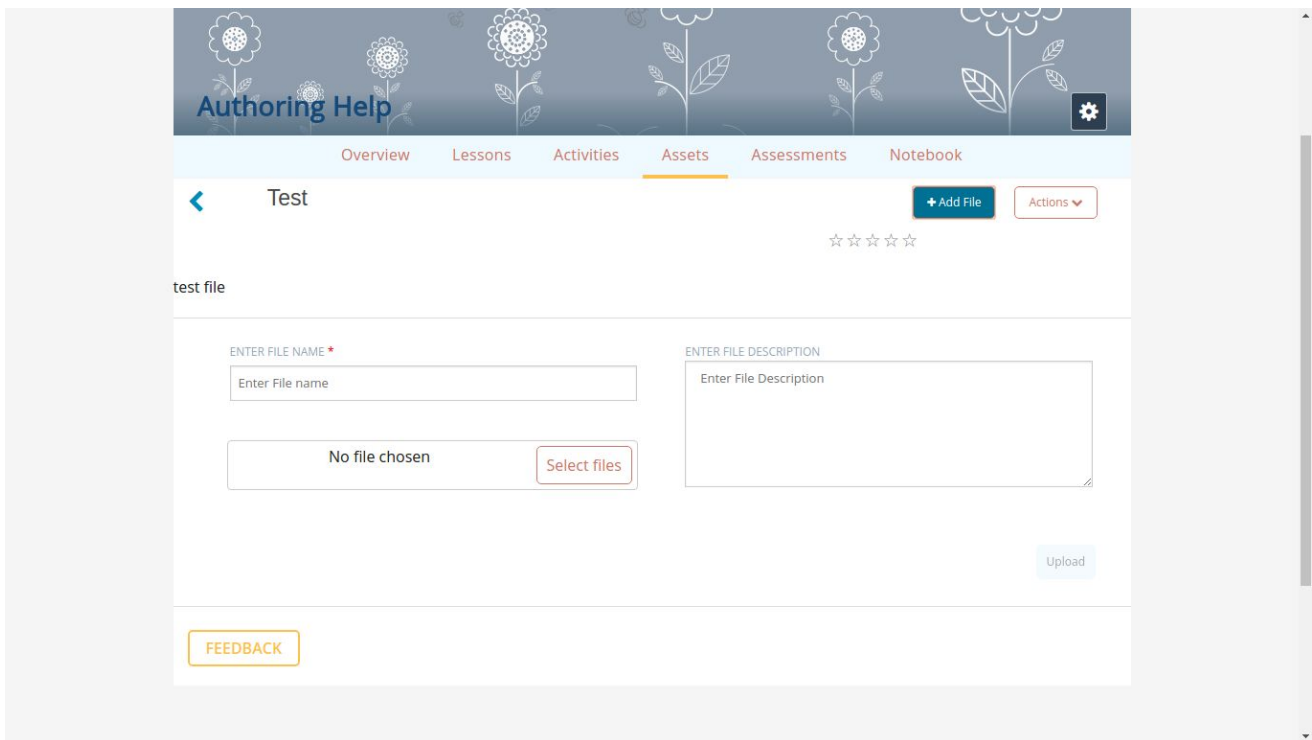 Authoring Help
Overview Lessons Activities Assets Assessments Notebook
Test
Add File
Actions
test file
ENTER FILE NAME *
Enter File name
No file chosen
Select files
ENTER FILE DESCRIPTION
Enter File Description
Upload
FEEDBACK